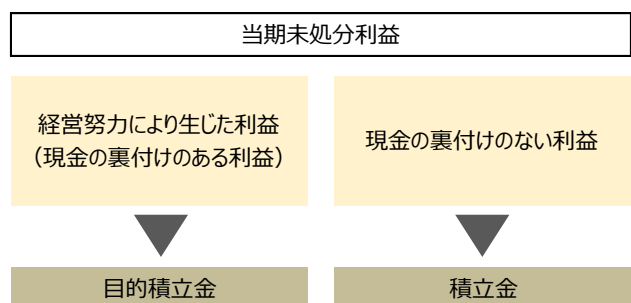 当期未処分利益
経営努力により生じた利益
（現金の裏付けのある利益）
現金の裏付けのない利益
目的積立金
積立金